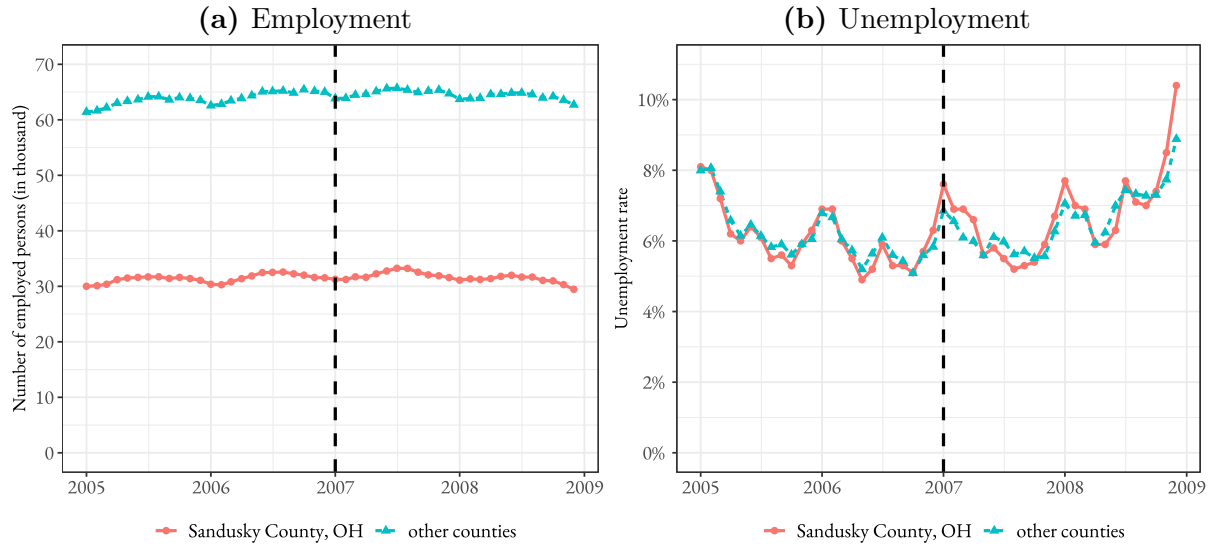 (a) Employment
Number of employed persons (in thousand)
70
60
50
40
30
20
10
0
2005 2006 2007 2008 2009
Sandusky County, OH other counties
(b) Unemployment
Unemployment rate
10%
8%
6%
4%
2%
0%
2005 2006 2007 2008 2009
Sandusky County, OH other counties